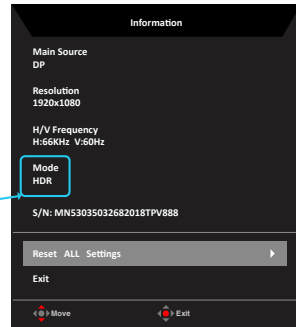 Information
Main Source
DP
Resolution
1920x1080
H/V Frequency
H:66KHz V:60Hz
Mode
HDR
S/N: MN53035032682018TPV888
Reset ALL Settings
Exit
Move Exit